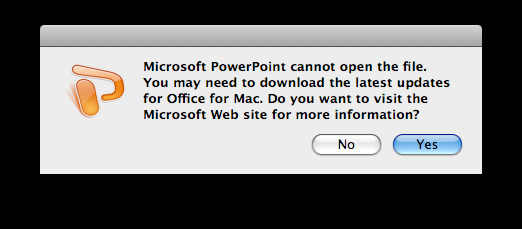 Microsoft PowerPoint cannot open the file.
You may need to download the latest updates
for Office for Mac. Do you want to visit the
Microsoft Web site for more information?
No Yes